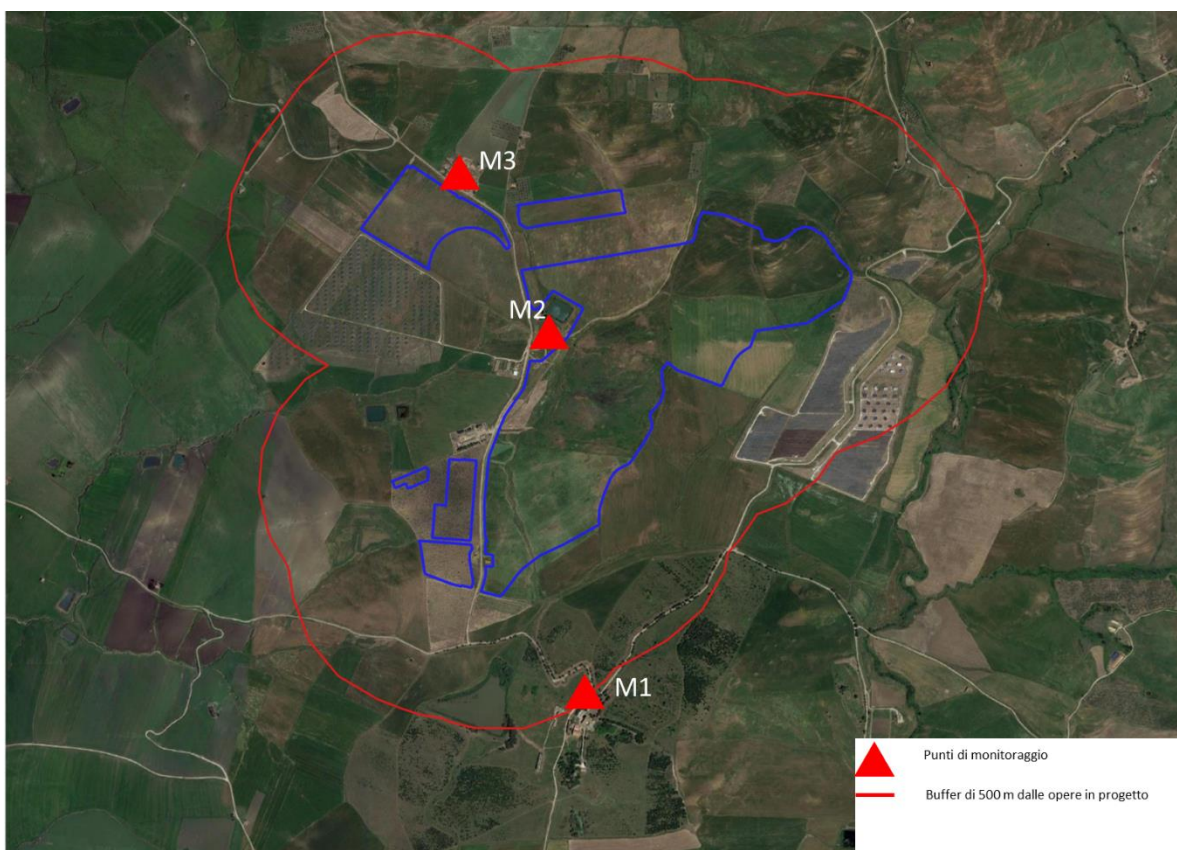 M3
M2
M1
Punti di monitoraggio
Buffer di 500 m dalle opere in progetto